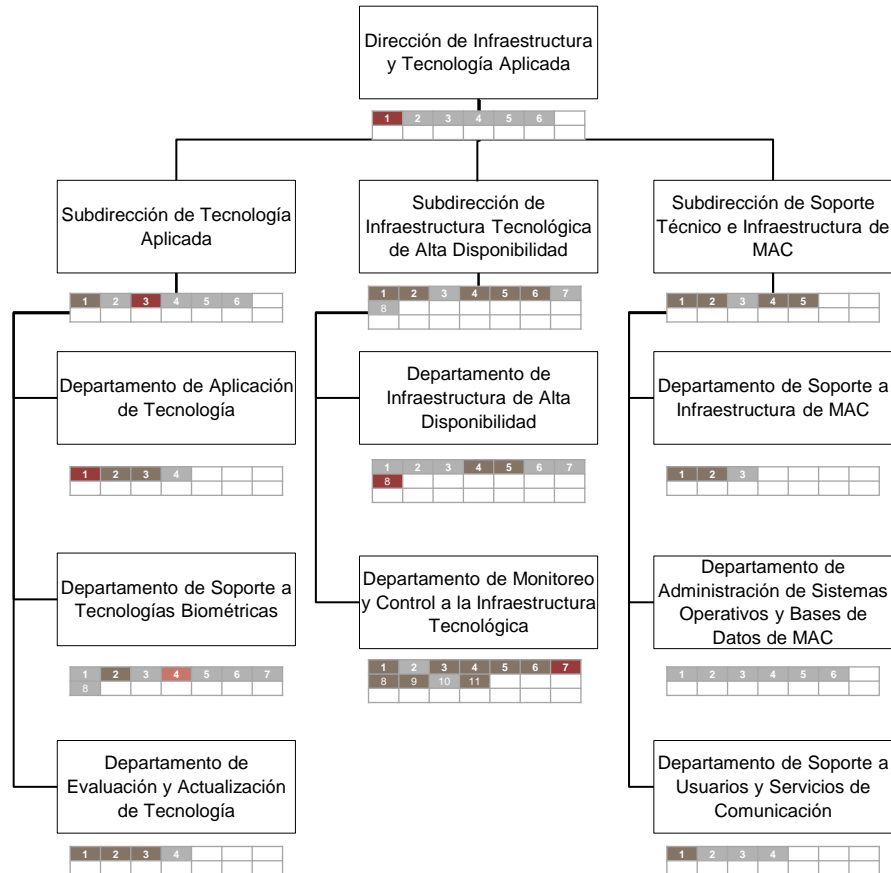 Dirección de Infraestructura
y Tecnología Aplicada
1 2 3 4 5 6
Subdirección de Tecnología
Aplicada
1 2 3 4 5 6
Subdirección de
Infraestructura Tecnológica
de Alta Disponibilidad
1 2 3 4 5 6 7
8
Subdirección de Soporte
Técnico e Infraestructura de
MAC
1 2 3 4 5
Departamento de Aplicación
de Tecnología
1 2 3 4
Departamento de
Infraestructura de Alta
Disponibilidad
1 2 3 4 5 6 7
8
Departamento de Soporte a
Infraestructura de MAC
1 2 3
Departamento de Soporte a
Tecnologías Biométricas
1 2 3 4 5 6 7
8
Departamento de Monitoreo
y Control a la Infraestructura
Tecnológica
1 2 3 4 5 6 7
8 9 10 11
Departamento de
Administración de Sistemas
Operativos y Bases de
Datos de MAC
1 2 3 4 5 6
Departamento de
Evaluación y Actualización
de Tecnología
1 2 3 4
Departamento de Soporte a
Usuarios y Servicios de
Comunicación
1 2 3 4